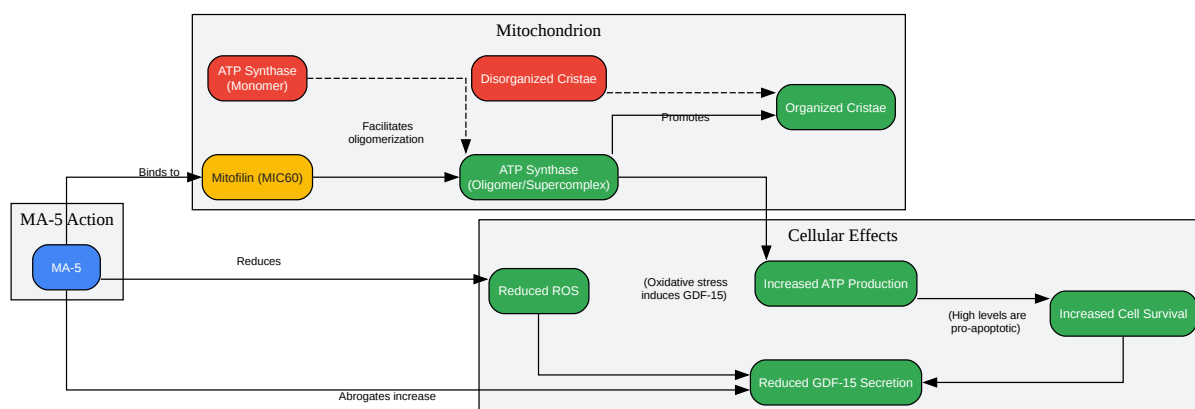 Mitochondrion
ATP Synthase
(Monomer)
Disorganized Cristae
Organized Cristae
Facilitates
oligomerization
Promotes
Binds to
Mitofilin (MIC60)
ATP Synthase
(Oligomer/Supercomplex)
MA-5 Action
MA-5
Cellular Effects
Reduces
Reduced ROS
(Oxidative stress
induces GDF-15)
Increased ATP Production
(High levels are
pro-apoptotic)
Increased Cell Survival
Reduced GDF-15 Secretion
Abrogates increase